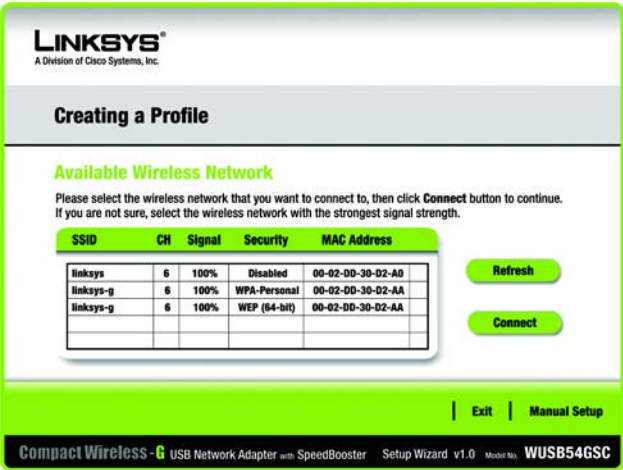 LINKSYS®
A Division of Cisco Systems, Inc.
Creating a Profile
Available Wireless Network
Please select the wireless network that you want to connect to, then click Connect button to continue.
If you are not sure, select the wireless network with the strongest signal strength.
SSID CH Signal Security MAC Address
linksys 6 100% Disabled 00-02-DD-30-D2-A0
linksys-g 6 100% WPA-Personal 00-02-DD-30-D2-AA
linksys-g 6 100% WEP (64-bit) 00-02-DD-30-D2-AA
Refresh
Connect
Exit Manual Setup
Compact Wireless-G USB Network Adapter with SpeedBooster Setup Wizard v1.0 Model No. WUSB54GSC